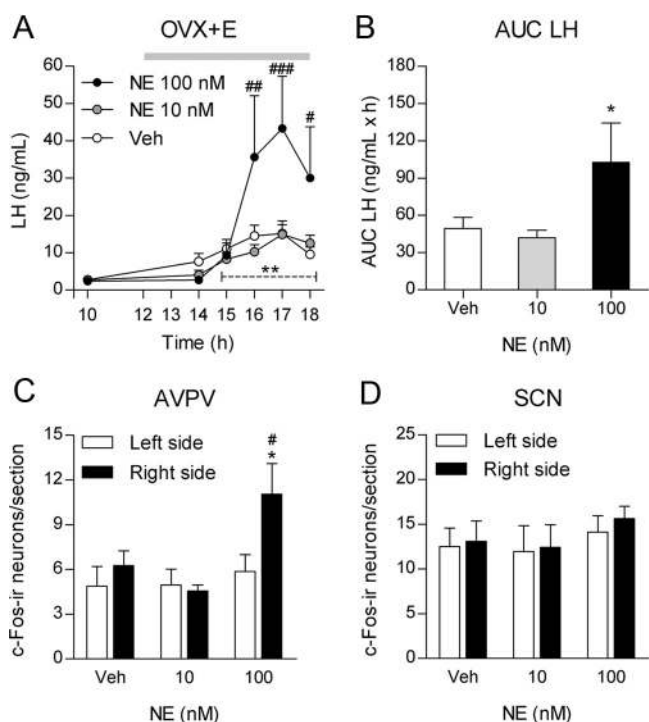 A
OVX+E
NE 100 nM
NE 10 nM
Veh
##
###
#
**
LH (ng/mL)
60
50
40
30
20
10
0
10 12 14 15 16 17 18
Time (h)
B
AUC LH
AUC LH (ng/mL x h)
180
150
120
90
60
30
0
*
Veh 10 100
NE (nM)
C
AVPV
Left side
Right side
#
*
c-Fos-ir neurons/section
15
12
9
6
3
0
Veh 10 100
NE (nM)
D
SCN
Left side
Right side
c-Fos-ir neurons/section
25
20
15
10
5
0
Veh 10 100
NE (nM)